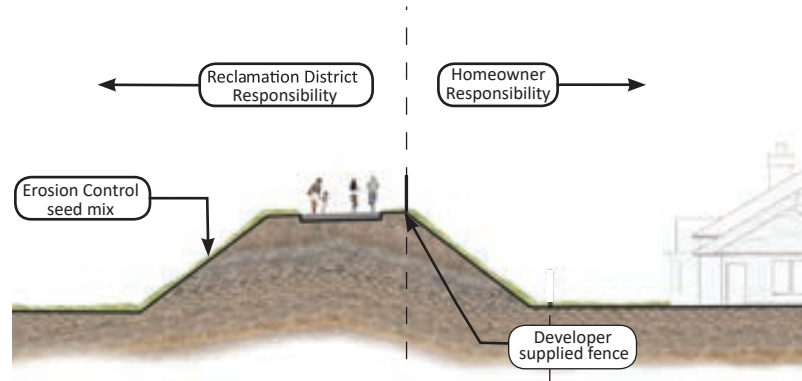 Reclamation District
Responsibility
Homeowner
Responsibility
Erosion Control
seed mix
Developer
supplied fence